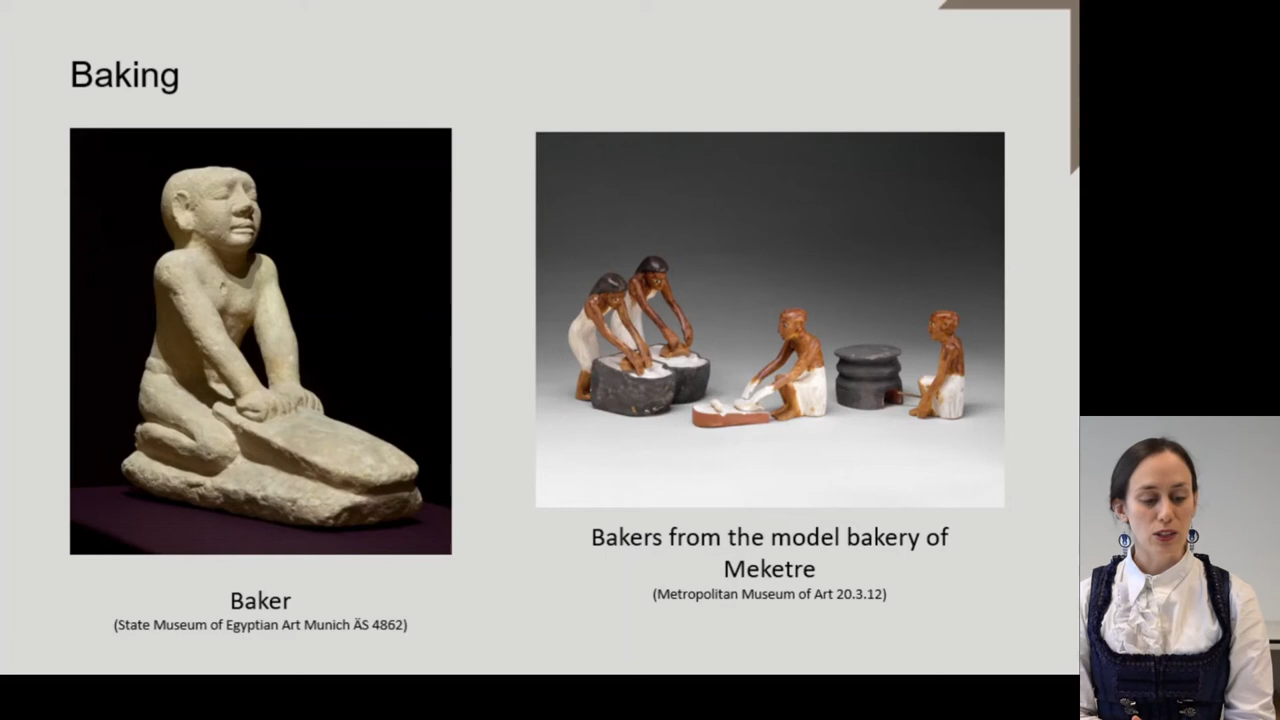 Baking
Baker
(State Museum of Egyptian Art Munich ÄS 4862)
Bakers from the model bakery of
Meketre
(Metropolitan Museum of Art 20.3.12)